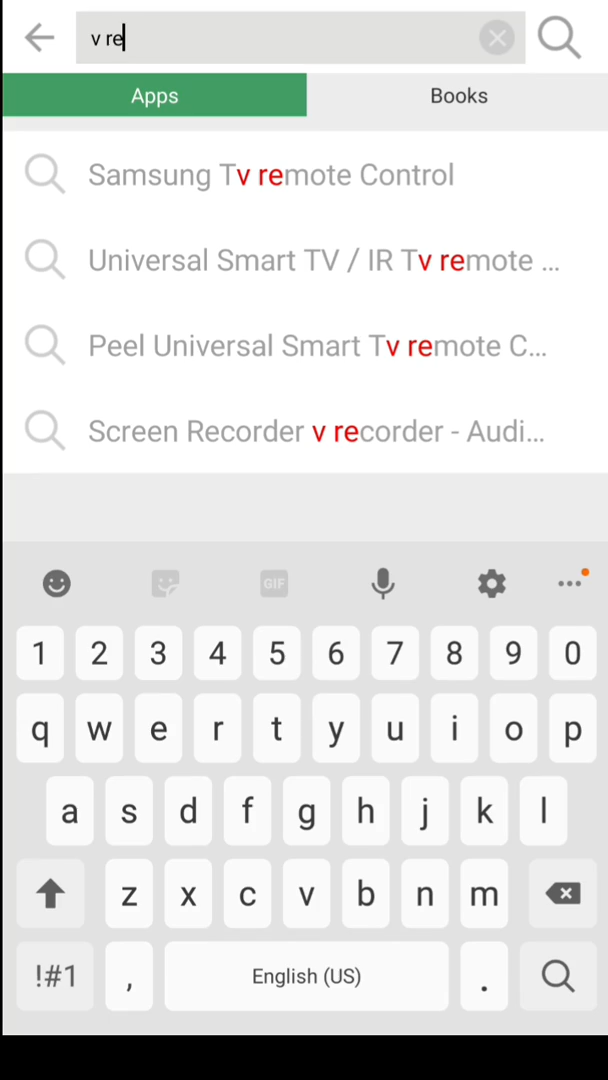 v re
Apps Books
Samsung Tv remote Control
Universal Smart TV / IR Tv remote ...
Peel Universal Smart Tv remote C...
Screen Recorder v recorder - Audi...
GIF
1 2 3 4 5 6 7 8 9 0
q w e r t y u i o p
a s d f g h j k l
z x c v b n m
!#1 , English (US) .